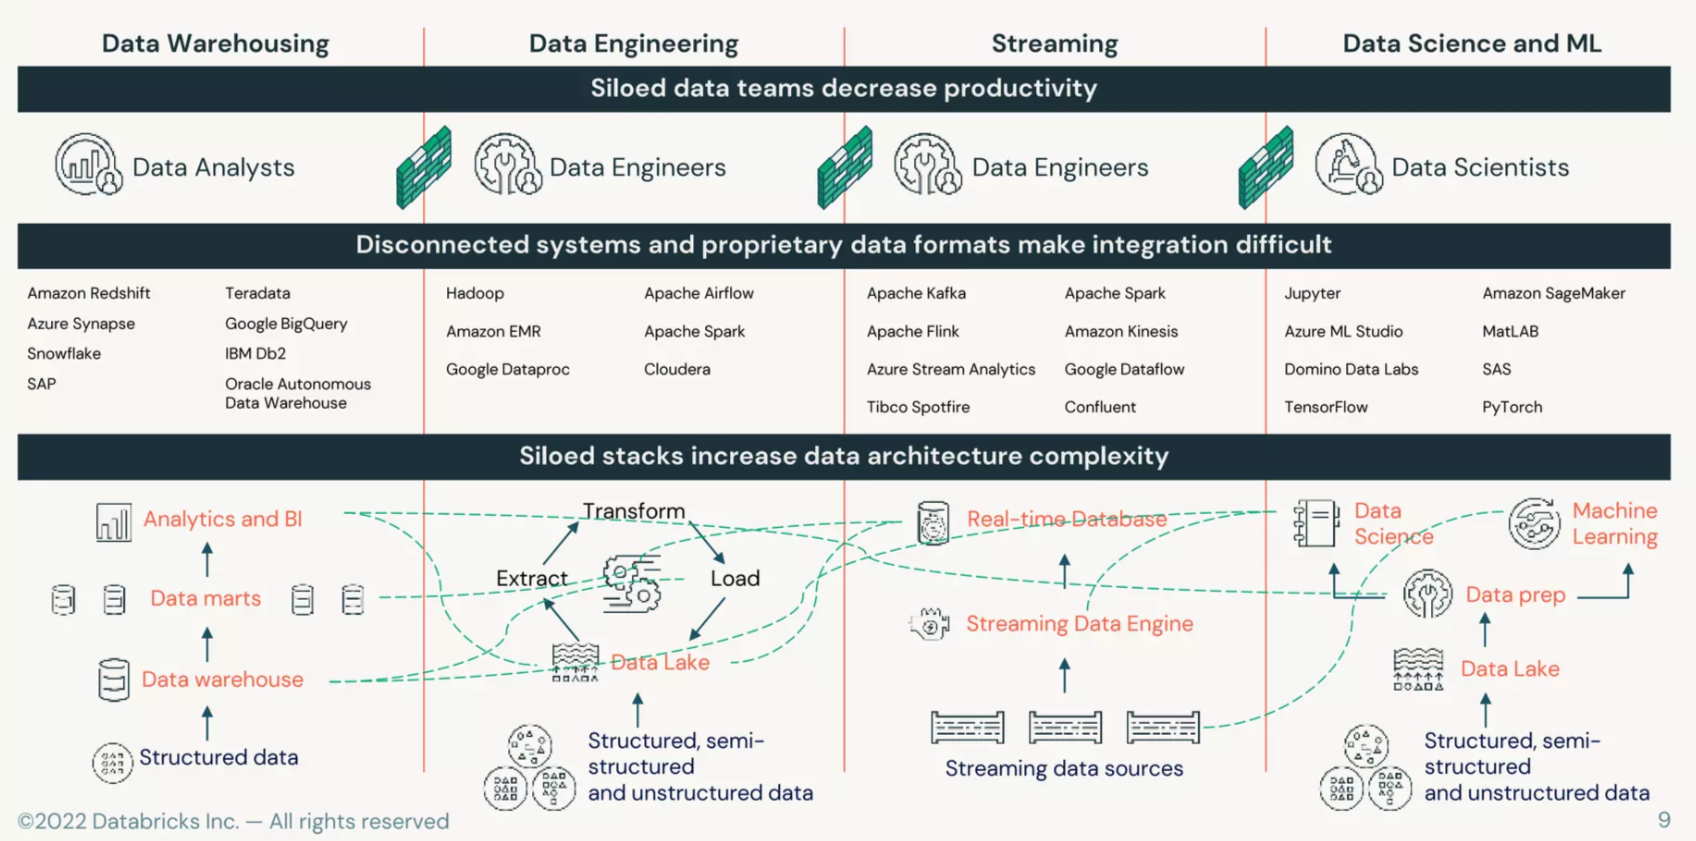 Data Warehousing
Data Engineering
Streaming
Data Science and ML
Siloed data teams decrease productivity
Data Analysts
Data Engineers
Data Engineers
Data Scientists
Disconnected systems and proprietary data formats make integration difficult
Amazon Redshift
Teradata
Azure Synapse
Google BigQuery
Snowflake
IBM Db2
SAP
Oracle Autonomous
Data Warehouse
Hadoop
Apache Airflow
Amazon EMR
Apache Spark
Google Dataproc
Cloudera
Apache Kafka
Apache Spark
Apache Flink
Amazon Kinesis
Azure Stream Analytics
Google Dataflow
Tibco Spotfire
Confluent
Jupyter
Amazon SageMaker
Azure ML Studio
MatLAB
Domino Data Labs
SAS
TensorFlow
PyTorch
Siloed stacks increase data architecture complexity
Analytics and BI
Data marts
Data warehouse
Structured data
Transform
Extract
Load
Data Lake
Structured, semi-
structured
and unstructured data
Real-time Database
Streaming Data Engine
Streaming data sources
Data
Science
Machine
Learning
Data prep
Data Lake
Structured, semi-
structured
and unstructured data
©2022 Databricks Inc. — All rights reserved
9